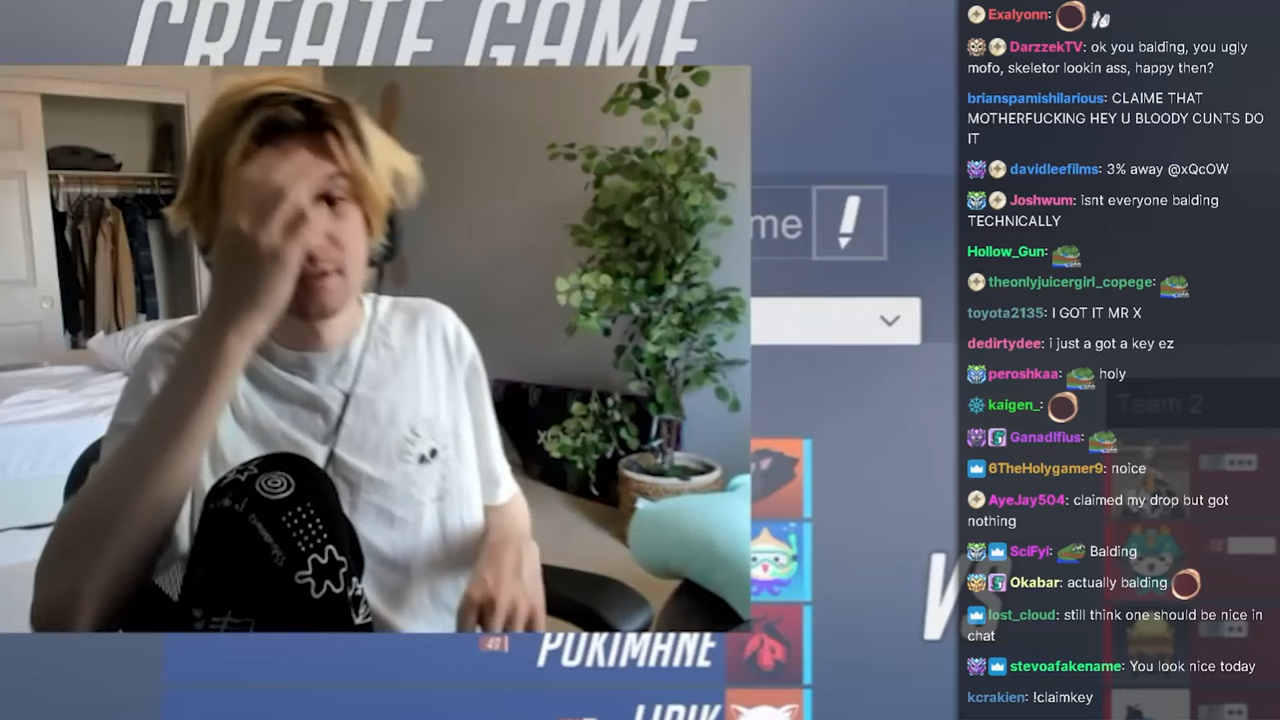 CREATE GAME
me
POKIMANE
LIRIK
VS
Team 2
Exalyonn:
DarzzekTV: ok you balding, you ugly
mofo, skeletor lookin ass, happy then?
brianspamishilarious: CLAIME THAT
MOTHERFUCKING HEY U BLOODY CUNTS DO
IT
davidleefilms: 3% away @xQcOW
Joshwum: isnt everyone balding
TECHNICALLY
Hollow_Gun:
theonlyjuicergirl_copege:
toyota2135: I GOT IT MR X
dedirtydee: i just a got a key ez
peroshkaa: holy
kaigen_:
Ganadlfius:
6TheHolygamer9: noice
AyeJay504: claimed my drop but got
nothing
SciFyi: Balding
Okabar: actually balding
lost_cloud: still think one should be nice in
chat
stevoafakename: You look nice today
kcrakien: !claimkey